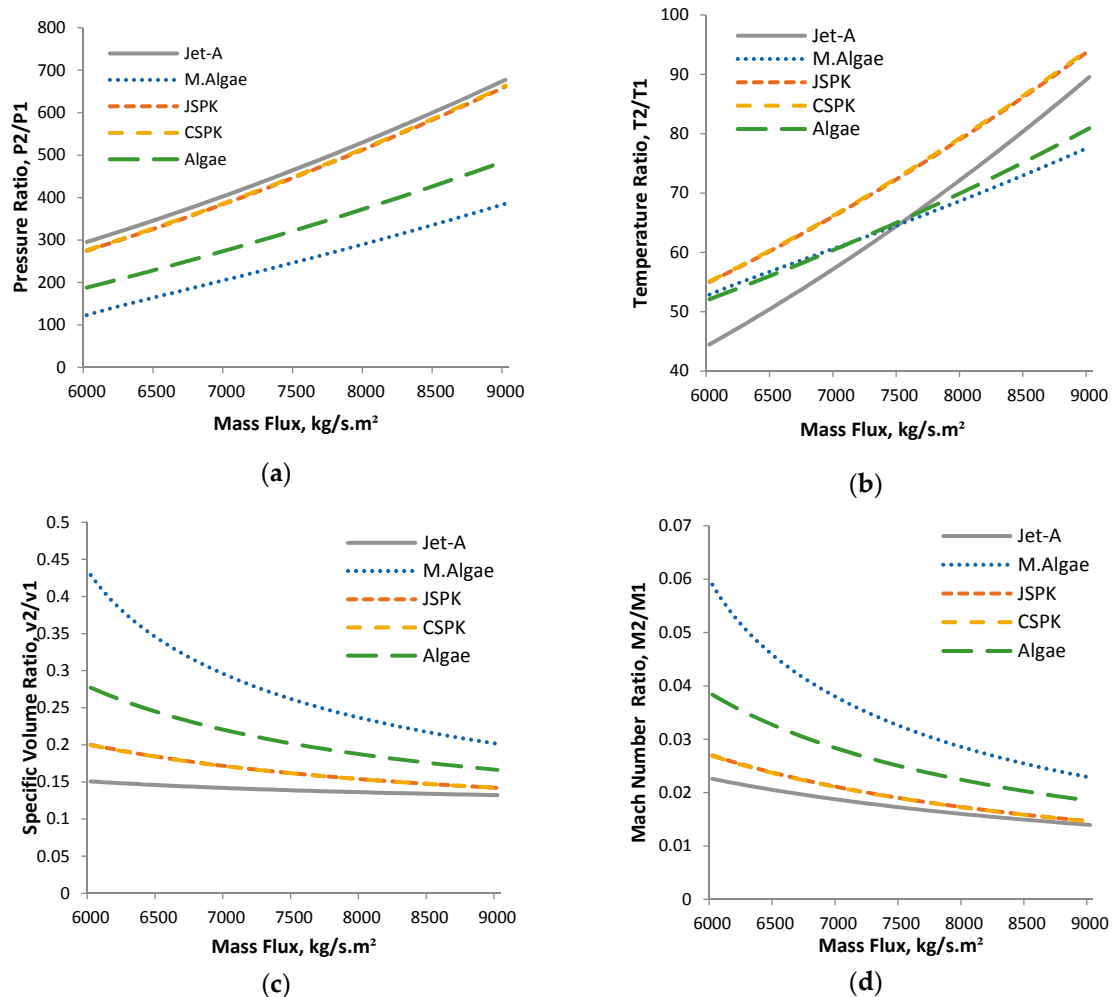 800
700
600
500
400
300
200
100
0
Pressure Ratio, P2/P1
Jet-A
M.Algae
JSPK
CSPK
Algae
6000 6500 7000 7500 8000 8500 9000
Mass Flux, kg/s.m²
(a)
100
90
80
70
60
50
40
Temperature Ratio, T2/T1
Jet-A
M.Algae
JSPK
CSPK
Algae
6000 6500 7000 7500 8000 8500 9000
Mass Flux, kg/s.m²
(b)
0.5
0.45
0.4
0.35
0.3
0.25
0.2
0.15
0.1
0.05
0
Specific Volume Ratio, v2/v1
Jet-A
M.Algae
JSPK
CSPK
Algae
6000 6500 7000 7500 8000 8500 9000
Mass Flux, kg/s.m²
(c)
0.07
0.06
0.05
0.04
0.03
0.02
0.01
0
Mach Number Ratio, M2/M1
Jet-A
M.Algae
JSPK
CSPK
Algae
6000 6500 7000 7500 8000 8500 9000
Mass Flux, kg/s.m²
(d)